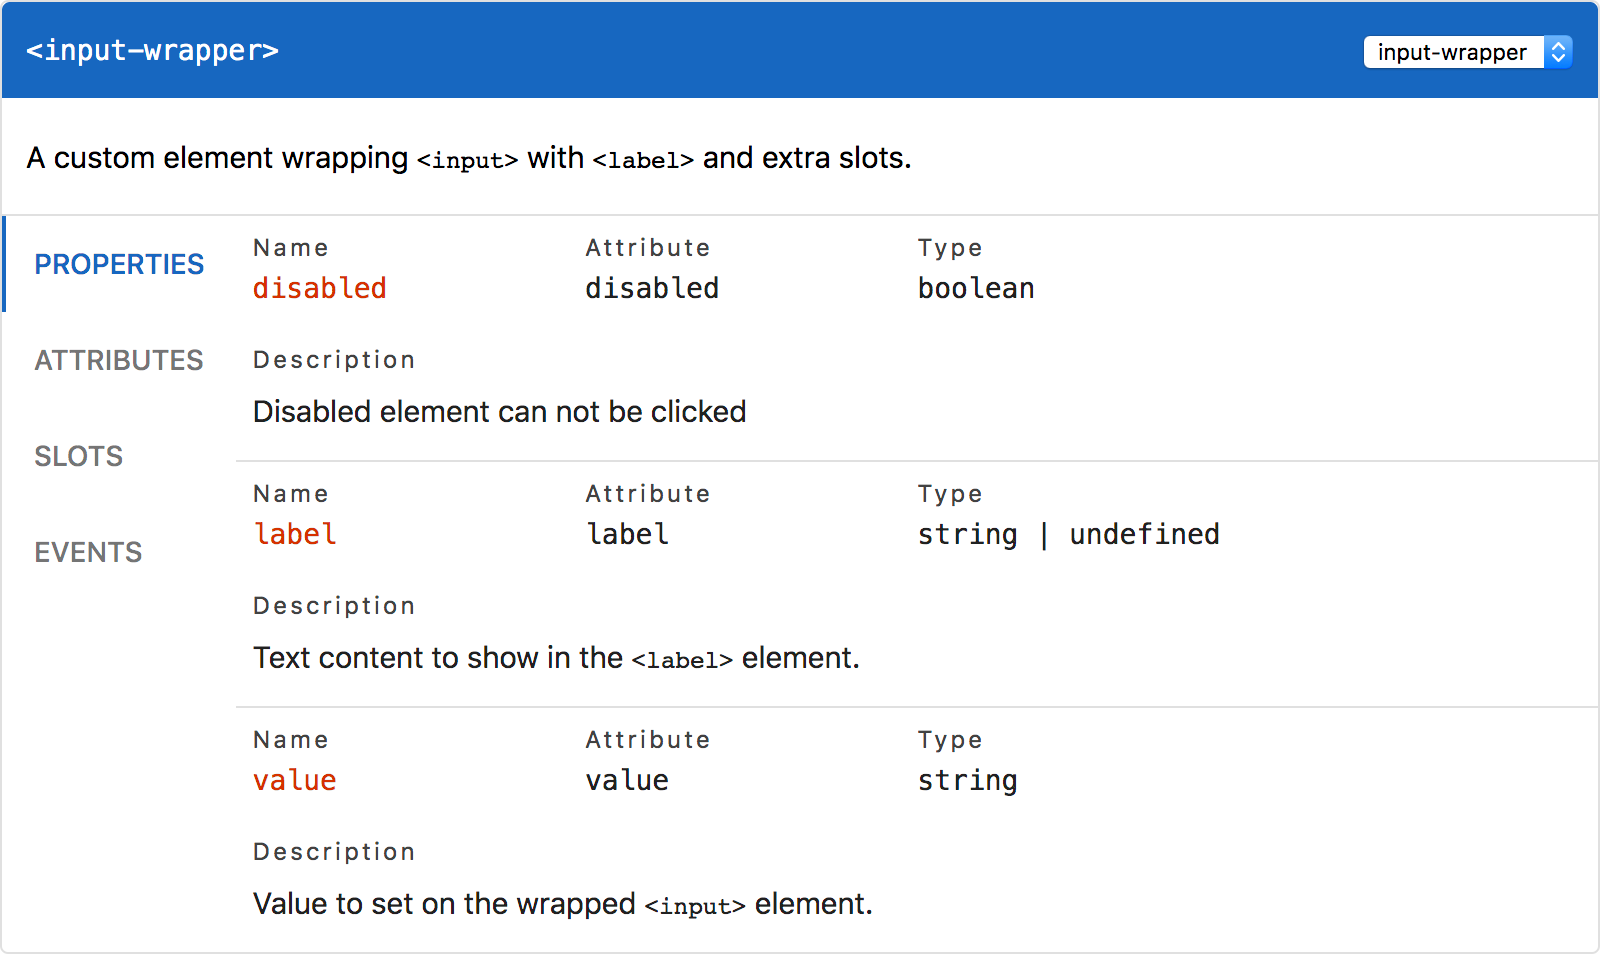 <input-wrapper>
input-wrapper
A custom element wrapping <input> with <label> and extra slots.
PROPERTIES
ATTRIBUTES
SLOTS
EVENTS
Name Attribute Type
disabled disabled boolean
Description
Disabled element can not be clicked
Name Attribute Type
label label string | undefined
Description
Text content to show in the <label> element.
Name Attribute Type
value value string
Description
Value to set on the wrapped <input> element.